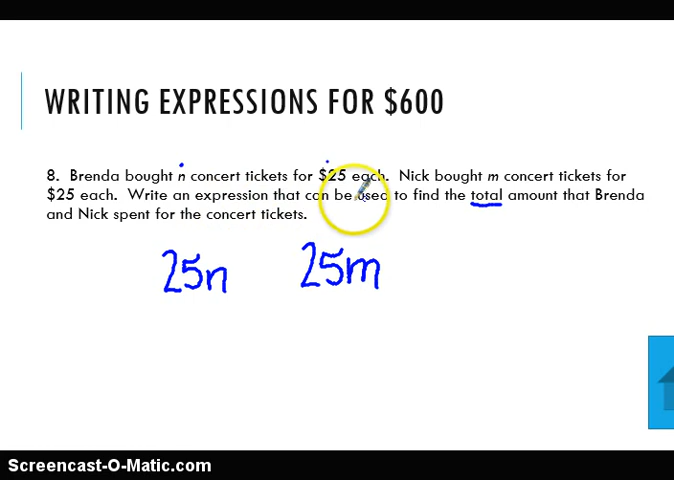 WRITING EXPRESSIONS FOR $600
8. Brenda bought n concert tickets for $25 each. Nick bought m concert tickets for
$25 each. Write an expression that can be used to find the total amount that Brenda
and Nick spent for the concert tickets.
25n 25m
Screencast-O-Matic.com